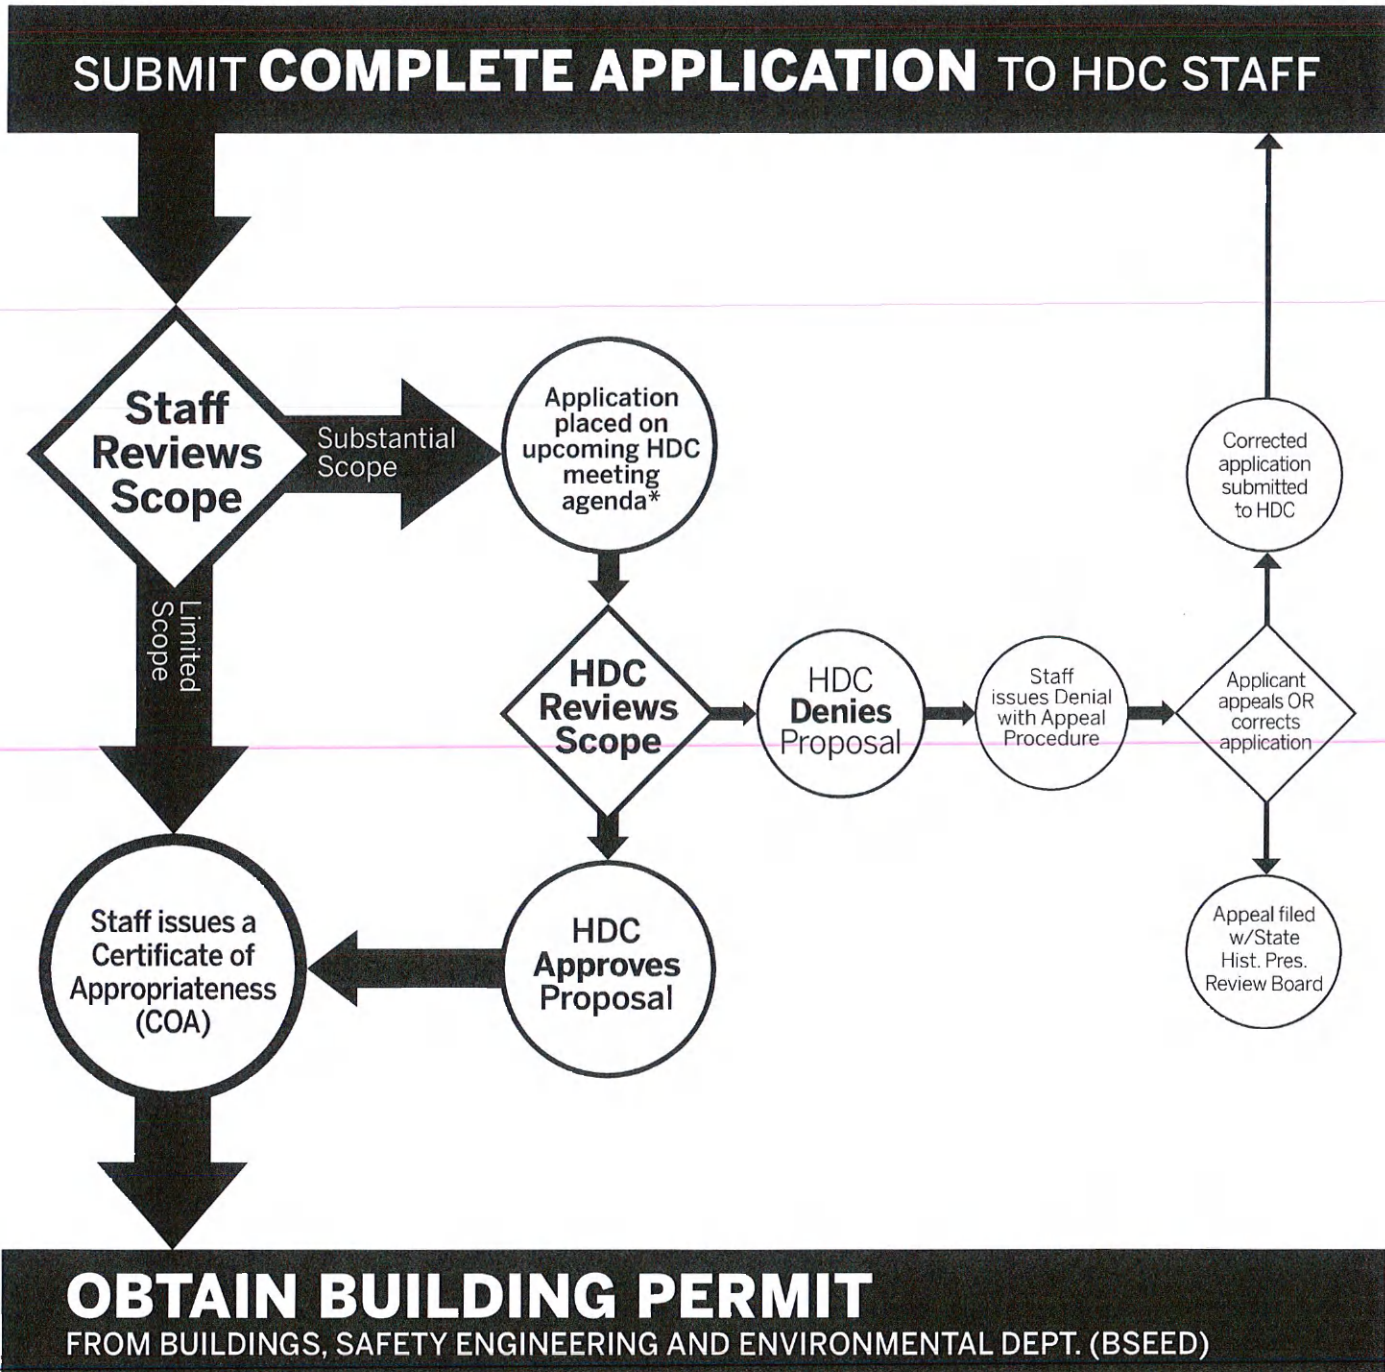 SUBMIT COMPLETE APPLICATION TO HDC STAFF
Staff
Reviews
Scope
Substantial
Scope
Application
placed on
upcoming HDC
meeting
agenda*
Corrected
application
submitted
to HDC
Limited
Scope
HDC
Reviews
Scope
HDC
Denies
Proposal
Staff
issues Denial
with Appeal
Procedure
Applicant
appeals OR
corrects
application
Staff issues a
Certificate of
Appropriateness
(COA)
HDC
Approves
Proposal
Appeal filed
w/State
Hist. Pres.
Review Board
OBTAIN BUILDING PERMIT
FROM BUILDINGS, SAFETY ENGINEERING AND ENVIRONMENTAL DEPT. (BSEED)